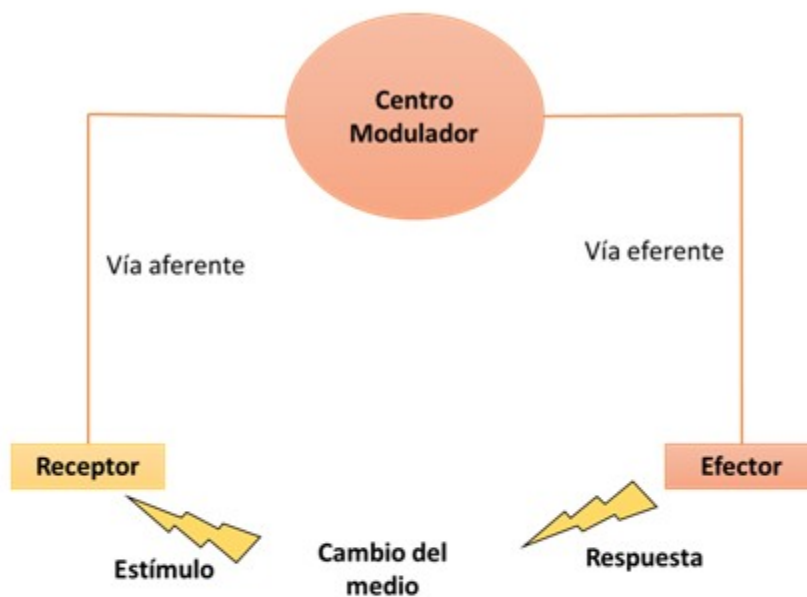 Centro
Modulador
Vía aferente
Vía eferente
Receptor
Efector
Estímulo
Cambio del
medio
Respuesta